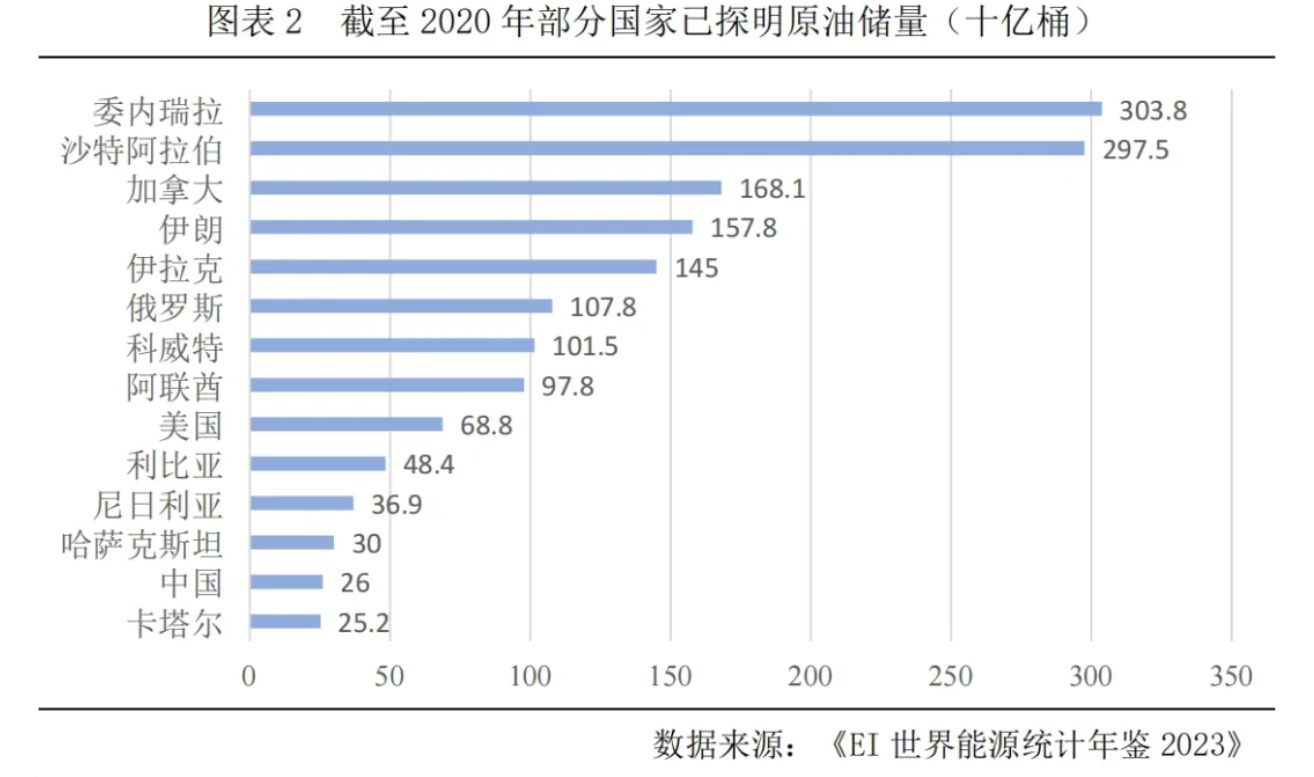 图表 2 截至 2020 年部分国家已探明原油储量（十亿桶）
委内瑞拉 303.8
沙特阿拉伯 297.5
加拿大 168.1
伊朗 157.8
伊拉克 145
俄罗斯 107.8
科威特 101.5
阿联酋 97.8
美国 68.8
利比亚 48.4
尼日利亚 36.9
哈萨克斯坦 30
中国 26
卡塔尔 25.2
0 50 100 150 200 250 300 350
数据来源：《EI 世界能源统计年鉴 2023》